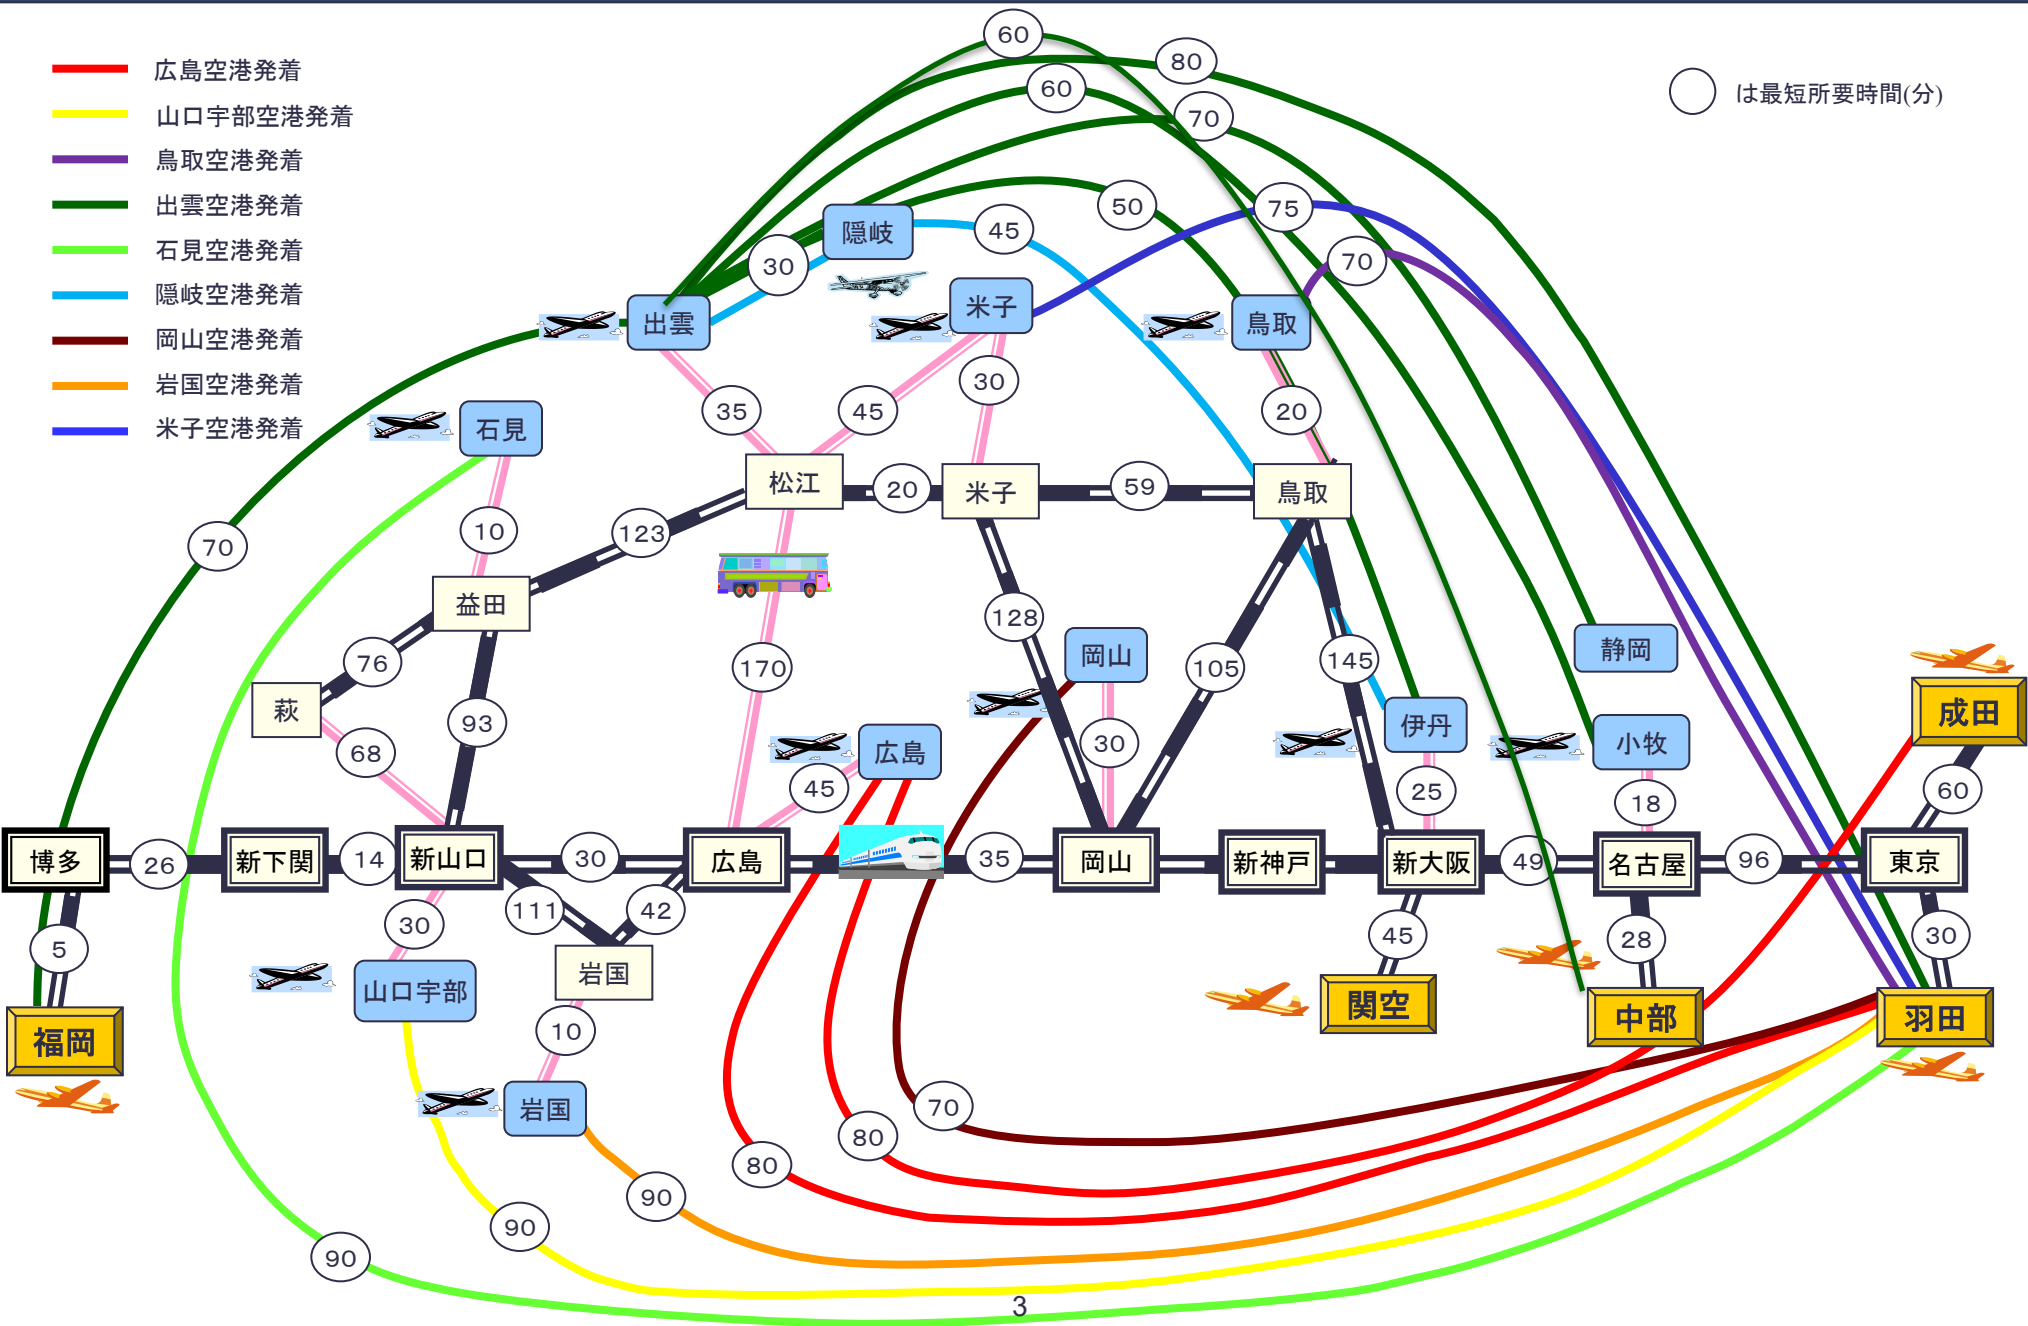 広島空港発着
山口宇部空港発着
鳥取空港発着
出雲空港発着
石見空港発着
隠岐空港発着
岡山空港発着
岩国空港発着
米子空港発着
は最短所要時間(分)
60
80
60
70
50
75
70
隠岐
45
30
米子
出雲
鳥取
30
35
45
20
石見
松江
20
米子
59
鳥取
10
123
70
益田
128
岡山
静岡
76
170
105
145
萩
93
成田
68
広島
30
伊丹
小牧
45
25
18
60
博多
26
新下関
14
新山口
30
広島
35
岡山
新神戸
新大阪
49
名古屋
96
東京
111
42
5
30
45
28
30
岩国
山口宇部
関空
中部
羽田
福岡
10
岩国
70
80
80
90
90
90
3